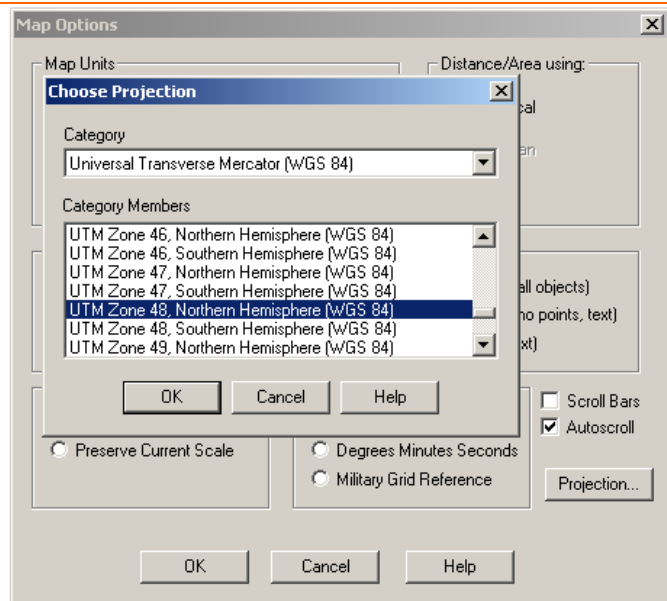 Map Options
Map Units
Distance/Area using:
Choose Projection
Category
Universal Transverse Mercator (WGS 84)
Category Members
UTM Zone 46, Northern Hemisphere (WGS 84)
UTM Zone 46, Southern Hemisphere (WGS 84)
UTM Zone 47, Northern Hemisphere (WGS 84)
UTM Zone 47, Southern Hemisphere (WGS 84)
UTM Zone 48, Northern Hemisphere (WGS 84)
UTM Zone 48, Southern Hemisphere (WGS 84)
UTM Zone 49, Northern Hemisphere (WGS 84)
OK Cancel Help
all objects)
no points, text)
Scroll Bars
Autoscroll
Preserve Current Scale
Degrees Minutes Seconds
Military Grid Reference
Projection...
OK Cancel Help